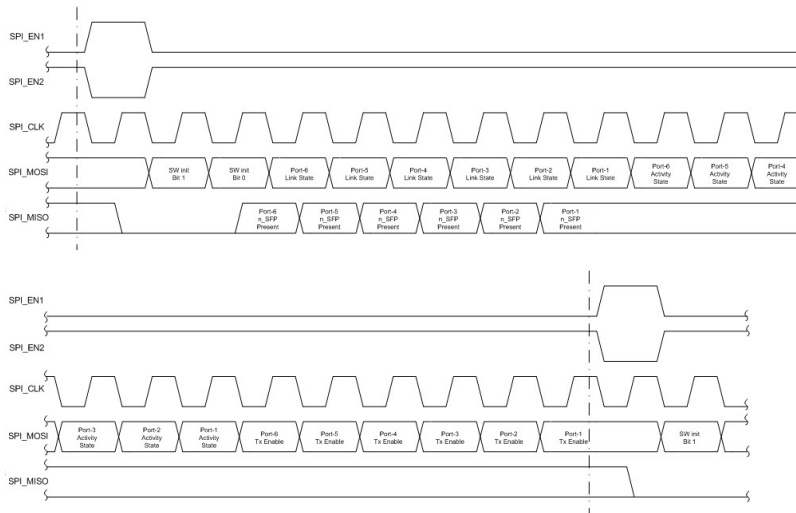 SPI_EN1
SPI_EN2
SPI_CLK
SPI_MOSI
SW init
Bit 1
SW init
Bit 0
Port-6
Link State
Port-5
Link State
Port-4
Link State
Port-3
Link State
Port-2
Link State
Port-1
Link State
Port-6
Activity
State
Port-5
Activity
State
Port-4
Activity
State
SPI_MISO
Port-6
n_SFP
Present
Port-5
n_SFP
Present
Port-4
n_SFP
Present
Port-3
n_SFP
Present
Port-2
n_SFP
Present
Port-1
n_SFP
Present
SPI_EN1
SPI_EN2
SPI_CLK
SPI_MOSI
Port-3
Activity
State
Port-2
Activity
State
Port-1
Activity
State
Port-6
Tx Enable
Port-5
Tx Enable
Port-4
Tx Enable
Port-3
Tx Enable
Port-2
Tx Enable
Port-1
Tx Enable
SW init
Bit 1
SPI_MISO